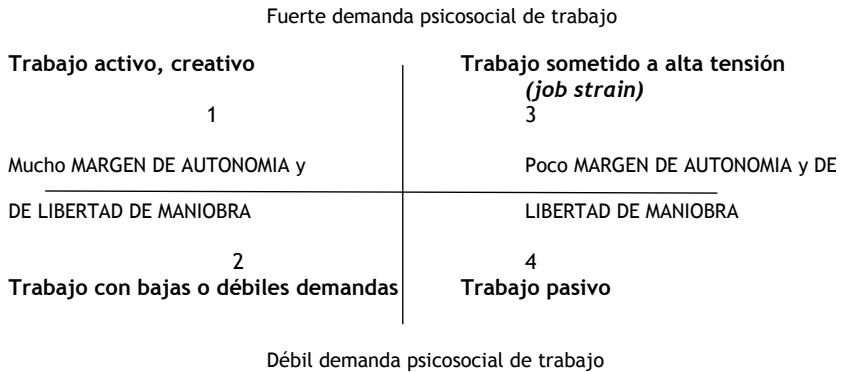 Fuerte demanda psicosocial de trabajo
Trabajo activo, creativo
Trabajo sometido a alta tensión
(job strain)
1
3
Mucho MARGEN DE AUTONOMIA y
Poco MARGEN DE AUTONOMIA y DE
DE LIBERTAD DE MANIOBRA
LIBERTAD DE MANIOBRA
2
4
Trabajo con bajas o débiles demandas
Trabajo pasivo
Débil demanda psicosocial de trabajo